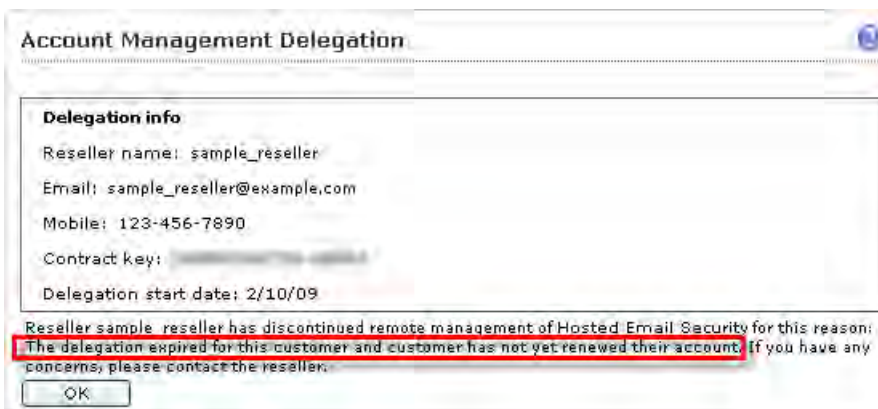 Account Management Delegation
Delegation info
Reseller name: sample_reseller
Email: sample_reseller@example.com
Mobile: 123-456-7890
Contract key:
Delegation start date: 2/10/09
Reseller sample_reseller has discontinued remote management of Hosted Email Security for this reason:
The delegation expired for this customer and customer has not yet renewed their account. If you have any
concerns, please contact the reseller.
OK